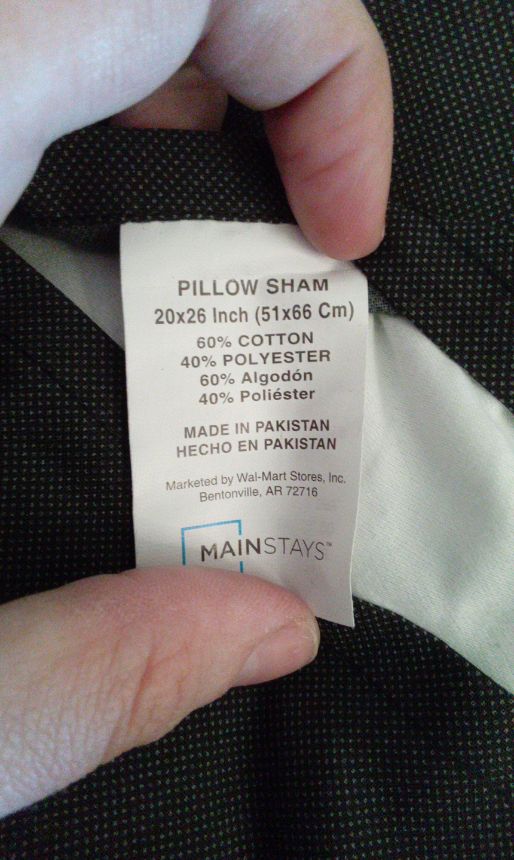 PILLOW SHAM
20x26 Inch (51x66 Cm)
60% COTTON
40% POLYESTER
60% Algodón
40% Poliéster
MADE IN PAKISTAN
HECHO EN PAKISTAN
Marketed by Wal-Mart Stores, Inc.
Bentonville, AR 72716
MAINSTAYS™